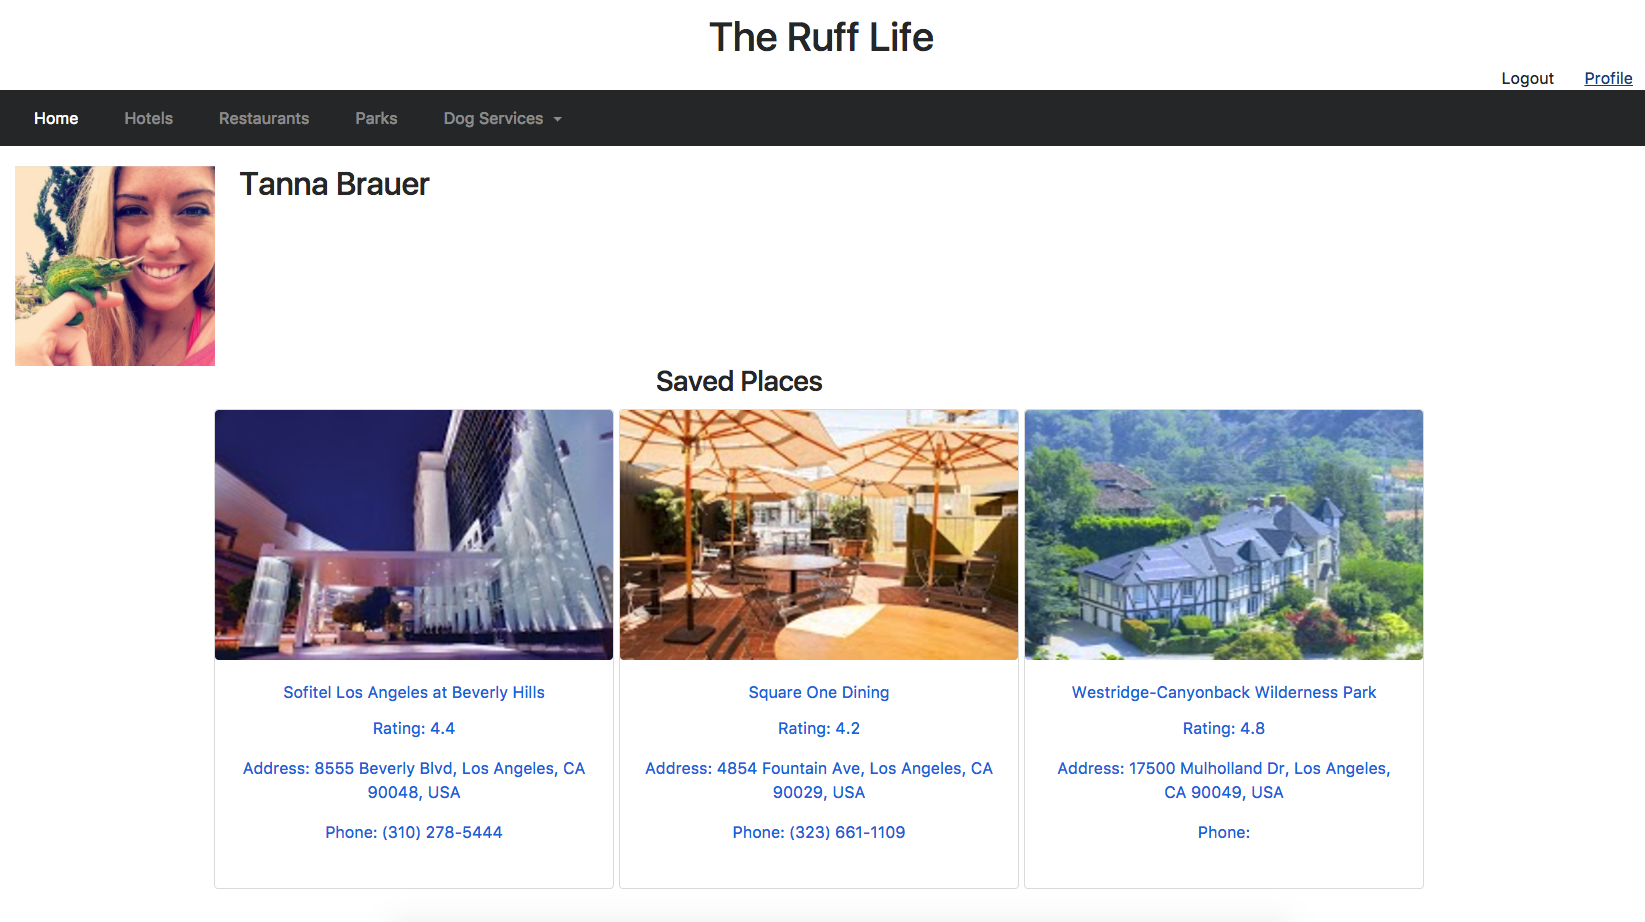 The Ruff Life
Logout Profile
Home Hotels Restaurants Parks Dog Services
Tanna Brauer
Saved Places
Sofitel Los Angeles at Beverly Hills
Rating: 4.4
Address: 8555 Beverly Blvd, Los Angeles, CA
90048, USA
Phone: (310) 278-5444
Square One Dining
Rating: 4.2
Address: 4854 Fountain Ave, Los Angeles, CA
90029, USA
Phone: (323) 661-1109
Westridge-Canyonback Wilderness Park
Rating: 4.8
Address: 17500 Mulholland Dr, Los Angeles,
CA 90049, USA
Phone: